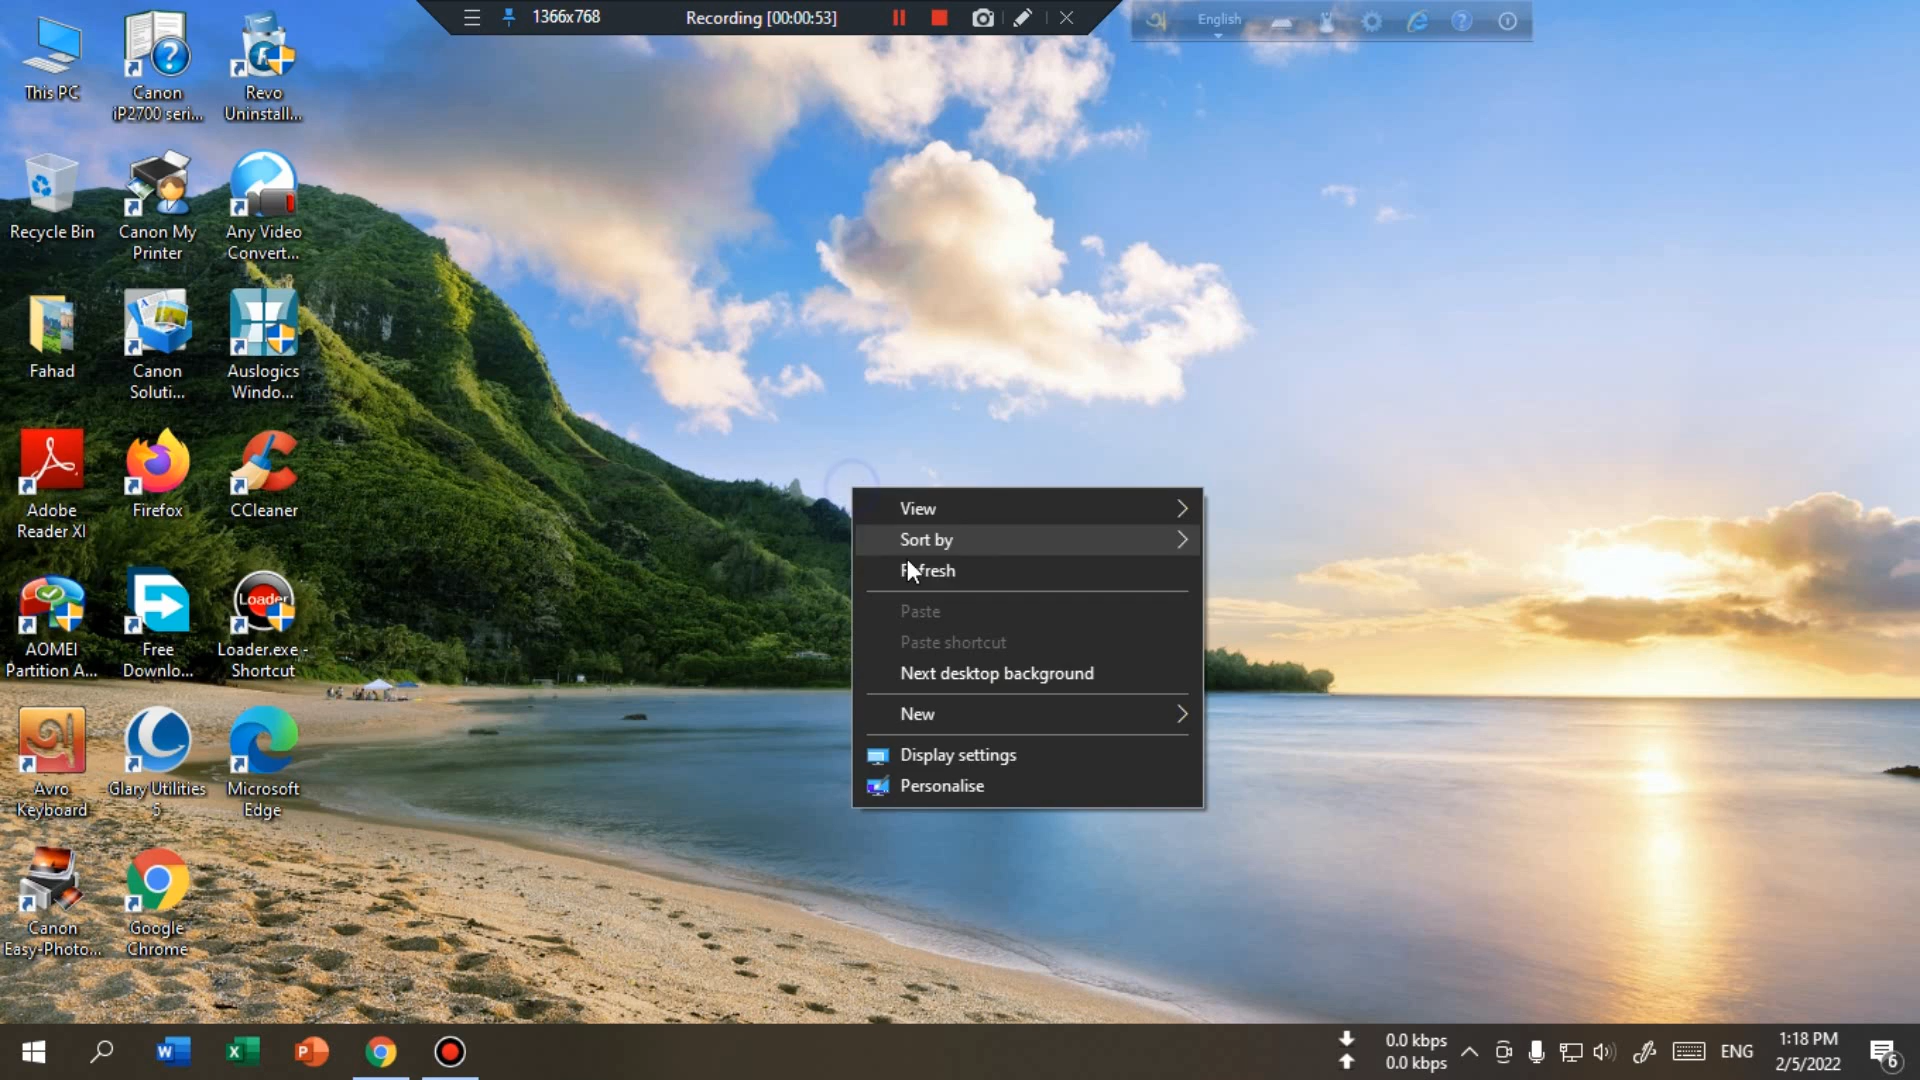 1366x768
Recording [00:00:53]
English
This PC
Canon
iP2700 seri...
Revo
Uninstall...
Recycle Bin
Canon My
Printer
Any Video
Convert...
Fahad
Canon
Soluti...
Auslogics
Windo...
Adobe
Reader XI
Firefox
CCleaner
AOMEI
Partition A...
Free
Downlo...
Loader
Loader.exe -
Shortcut
Avro
Keyboard
Glary Utilities
5
Microsoft
Edge
Canon
Easy-Photo...
Google
Chrome
View
Sort by
Refresh
Paste
Paste shortcut
Next desktop background
New
Display settings
Personalise
0.0 kbps
0.0 kbps
ENG
1:18 PM
2/5/2022
6